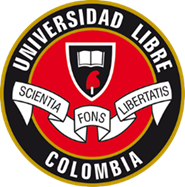 UNIVERSIDAD LIBRE
SCIENTIA
FONS
LIBERTATIS
COLOMBIA